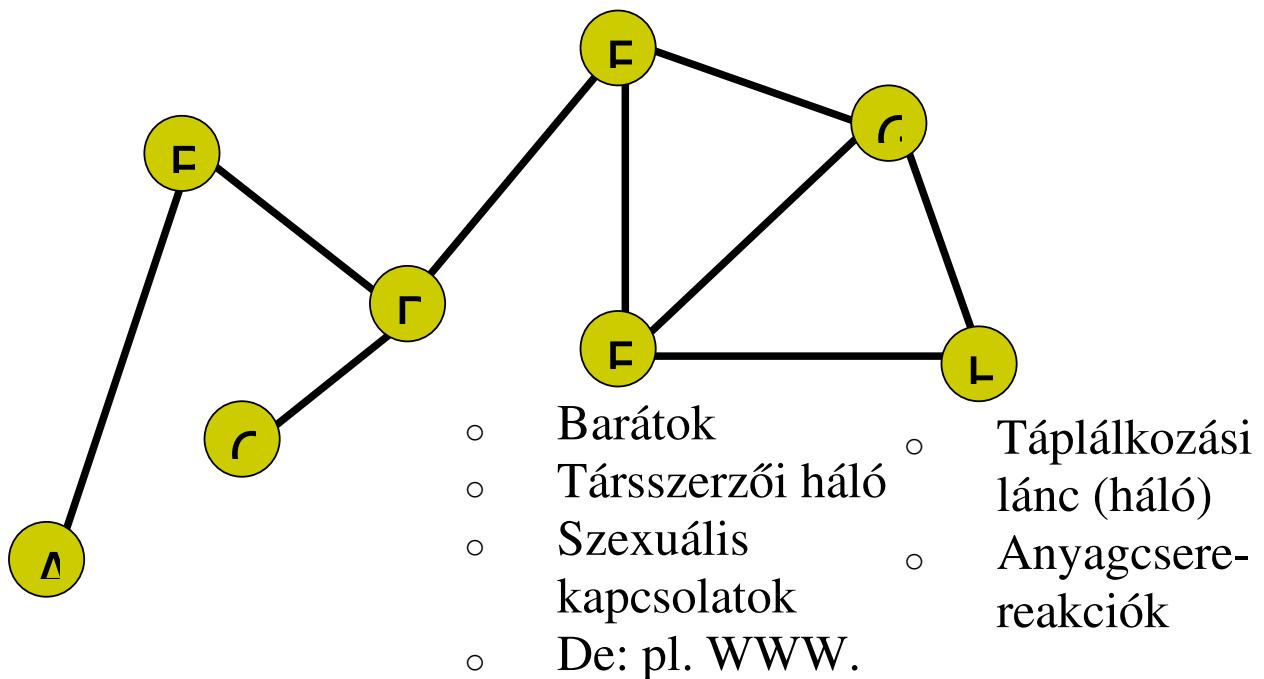 Barátok
Társszerzői háló
Szexuális
kapcsolatok
De: pl. WWW.
Táplálkozási
lánc (háló)
Anyagcsere-
reakciók